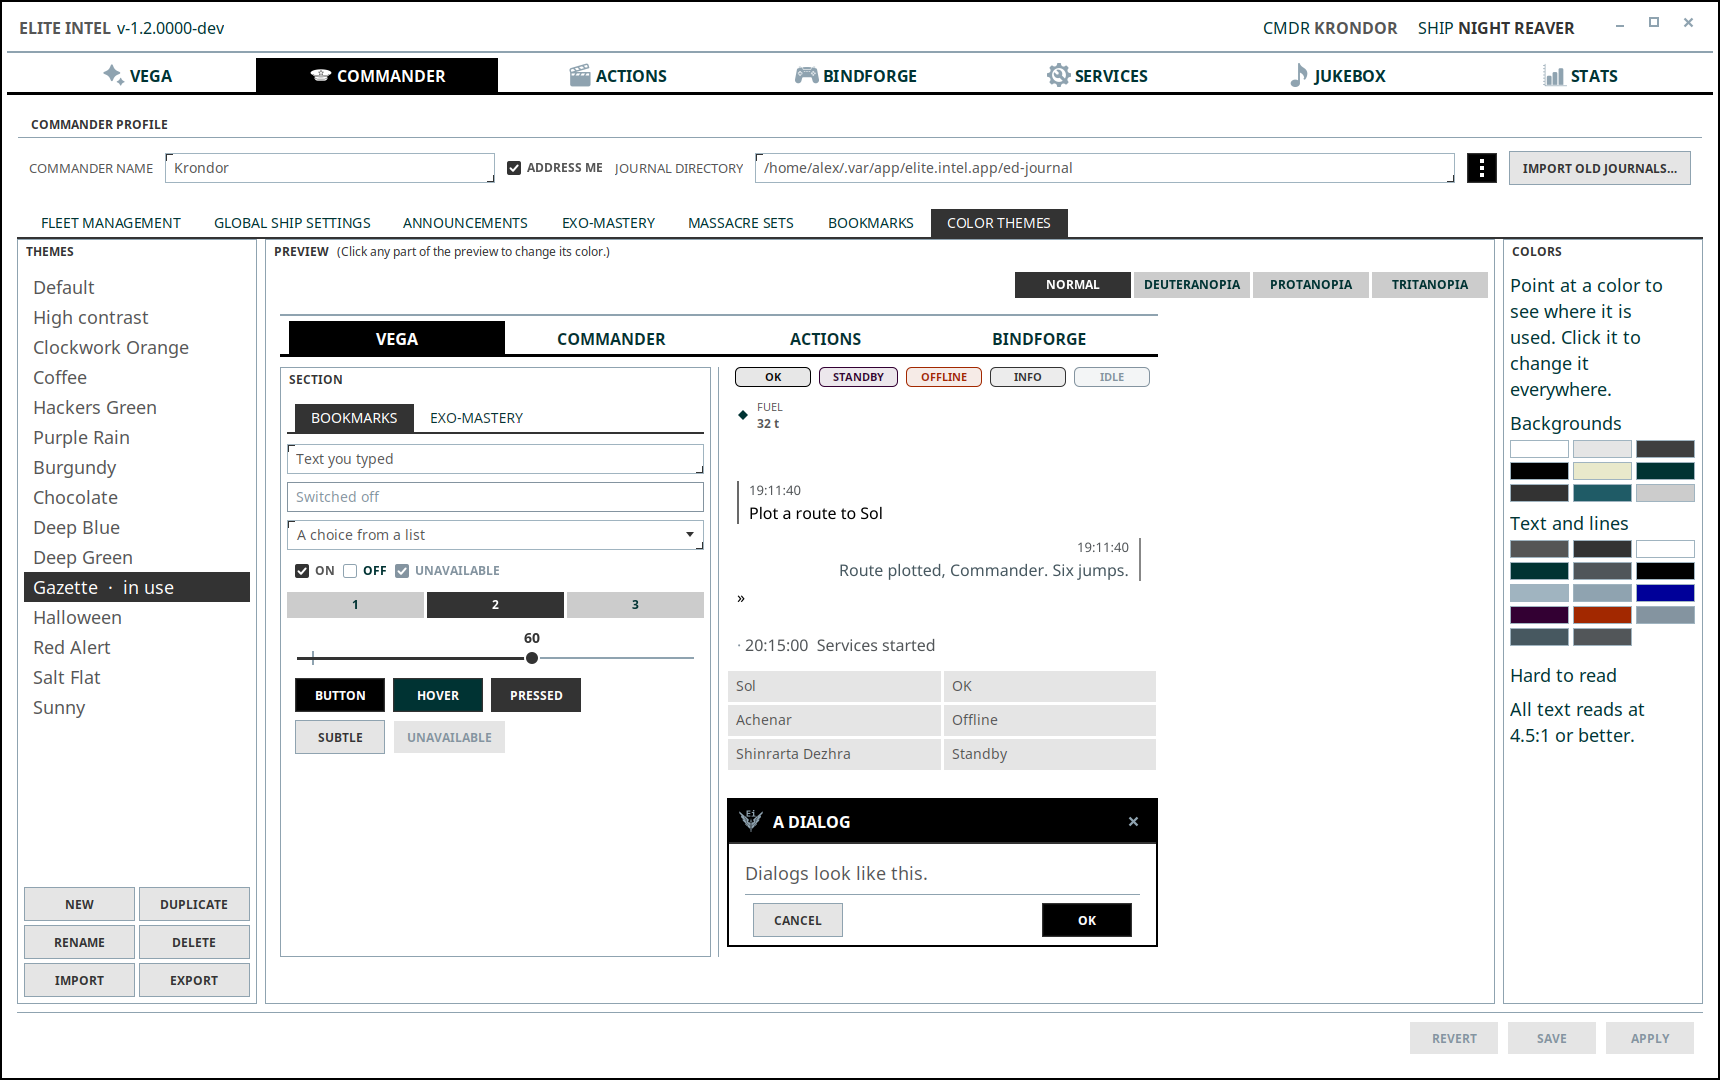 ELITE INTEL v-1.2.0000-dev
CMDR KRONDOR SHIP NIGHT REAVER
VEGA COMMANDER ACTIONS BINDFORGE SERVICES JUKEBOX STATS
COMMANDER PROFILE
COMMANDER NAME Krondor ADDRESS ME JOURNAL DIRECTORY /home/alex/.var/app/elite.intel.app/ed-journal IMPORT OLD JOURNALS...
FLEET MANAGEMENT GLOBAL SHIP SETTINGS ANNOUNCEMENTS EXO-MASTERY MASSACRE SETS BOOKMARKS COLOR THEMES
THEMES
Default
High contrast
Clockwork Orange
Coffee
Hackers Green
Purple Rain
Burgundy
Chocolate
Deep Blue
Deep Green
Gazette · in use
Halloween
Red Alert
Salt Flat
Sunny
NEW DUPLICATE
RENAME DELETE
IMPORT EXPORT
PREVIEW (Click any part of the preview to change its color.)
NORMAL DEUTERANOPIA PROTANOPIA TRITANOPIA
VEGA COMMANDER ACTIONS BINDFORGE
SECTION
BOOKMARKS EXO-MASTERY
Text you typed
Switched off
A choice from a list
ON OFF UNAVAILABLE
1 2 3
60
BUTTON HOVER PRESSED
SUBTLE UNAVAILABLE
OK STANDBY OFFLINE INFO IDLE
FUEL
32 t
19:11:40
Plot a route to Sol
19:11:40
Route plotted, Commander. Six jumps.
»
· 20:15:00 Services started
Sol OK
Achenar Offline
Shinrarta Dezhra Standby
A DIALOG
Dialogs look like this.
CANCEL OK
COLORS
Point at a color to
see where it is
used. Click it to
change it
everywhere.
Backgrounds
Text and lines
Hard to read
All text reads at
4.5:1 or better.
REVERT SAVE APPLY